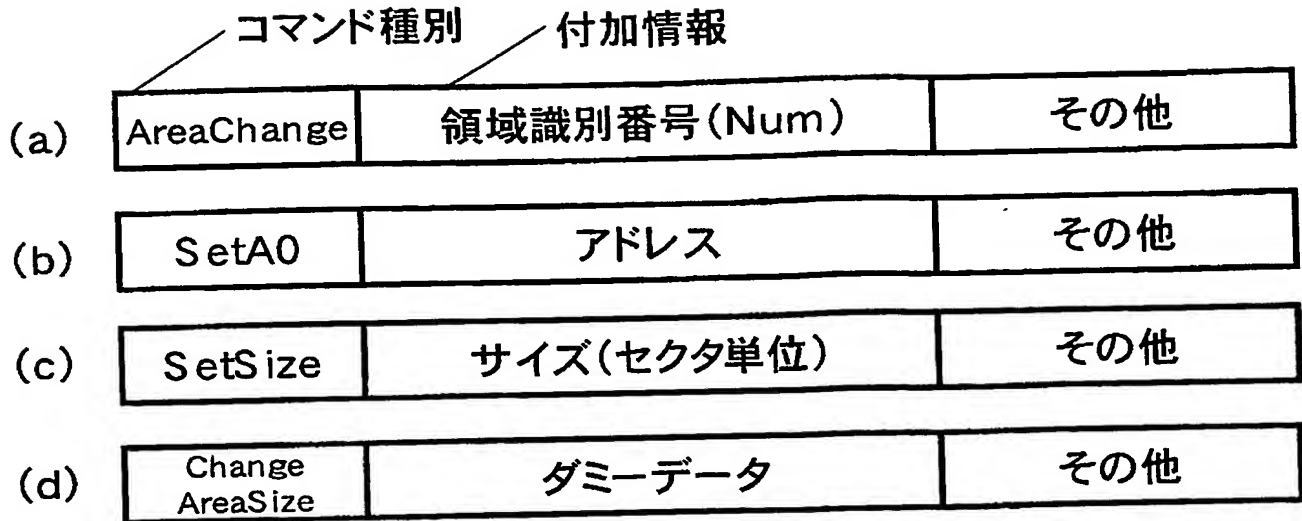 コマンド種別 付加情報
(a) AreaChange 領域識別番号(Num) その他
(b) SetA0 アドレス その他
(c) SetSize サイズ(セクタ単位) その他
(d) Change AreaSize ダミーデータ その他